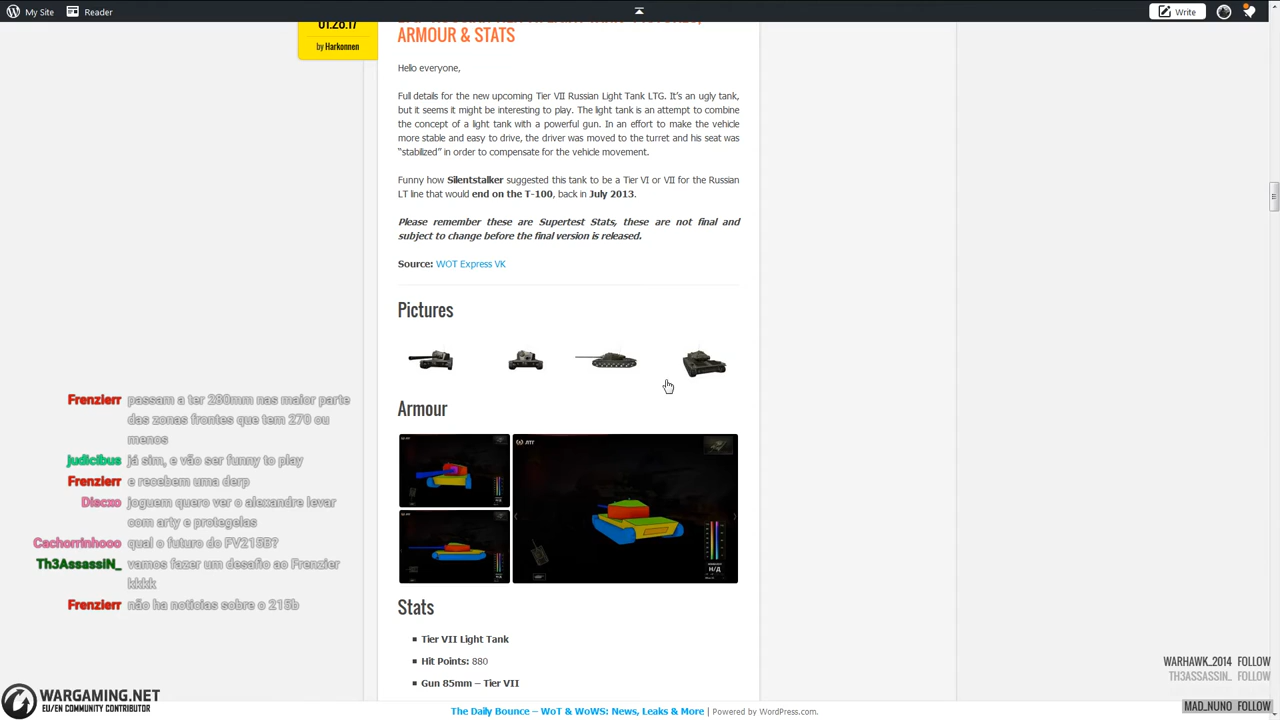 My Site
Reader
Write
01.28.17
by Harkonnen
ARMOUR & STATS
Hello everyone,
Full details for the new upcoming Tier VII Russian Light Tank LTG. It's an ugly tank,
but it seems it might be interesting to play. The light tank is an attempt to combine
the concept of a light tank with a powerful gun. In an effort to make the vehicle
more stable and easy to drive, the driver was moved to the turret and his seat was
"stabilized" in order to compensate for the vehicle movement.
Funny how Silentstalker suggested this tank to be a Tier VI or VII for the Russian
LT line that would end on the T-100, back in July 2013.
Please remember these are Supertest Stats, these are not final and
subject to change before the final version is released.
Source: WOT Express VK
Pictures
Armour
ЛТГ
Н/Д
Stats
Tier VII Light Tank
Hit Points: 880
Gun 85mm – Tier VII
Frenzierr passam a ter 280mm nas maior parte
das zonas frontes que tem 270 ou
menos
judicibus já sim, e vão ser funny to play
Frenzierr e recebem uma derp
Discxo joguem quero ver o alexandre levar
com arty e protegelas
Cachorrinhooo qual o futuro do FV215B?
Th3AssassiN_ vamos fazer um desafio ao Frenzier
kkkk
Frenzierr não ha noticias sobre o 215b
WARGAMING.NET
EU/EN COMMUNITY CONTRIBUTOR
WARHAWK_2014 FOLLOW
TH3ASSASSIN_ FOLLOW
MAD_NUNO FOLLOW
The Daily Bounce – WoT & WoWS: News, Leaks & More | Powered by WordPress.com.